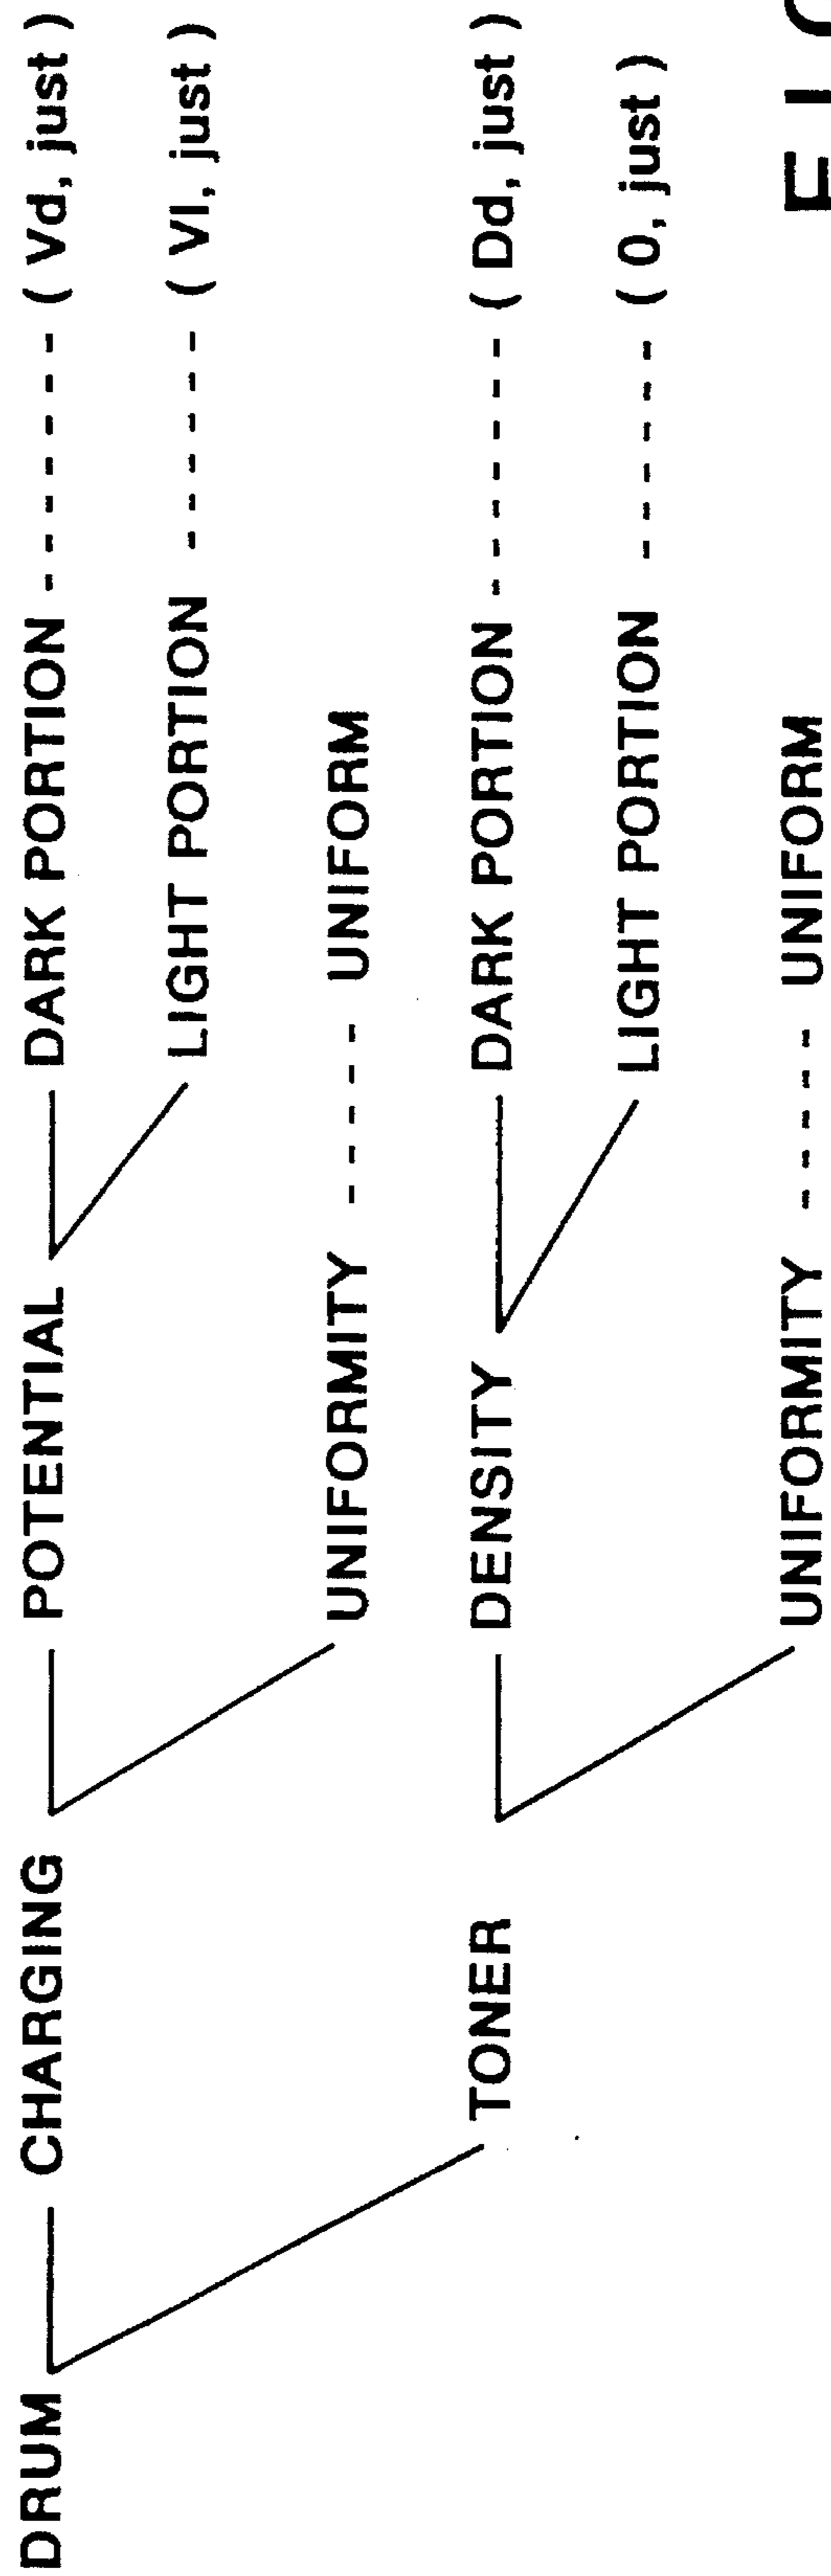 DRUM CHARGING POTENTIAL DARK PORTION ------- ( Vd, just )
LIGHT PORTION ------ ( Vl, just )
UNIFORMITY ----- UNIFORM
TONER DENSITY DARK PORTION ------- ( Dd, just )
LIGHT PORTION ------ ( 0, just )
UNIFORMITY ----- UNIFORM